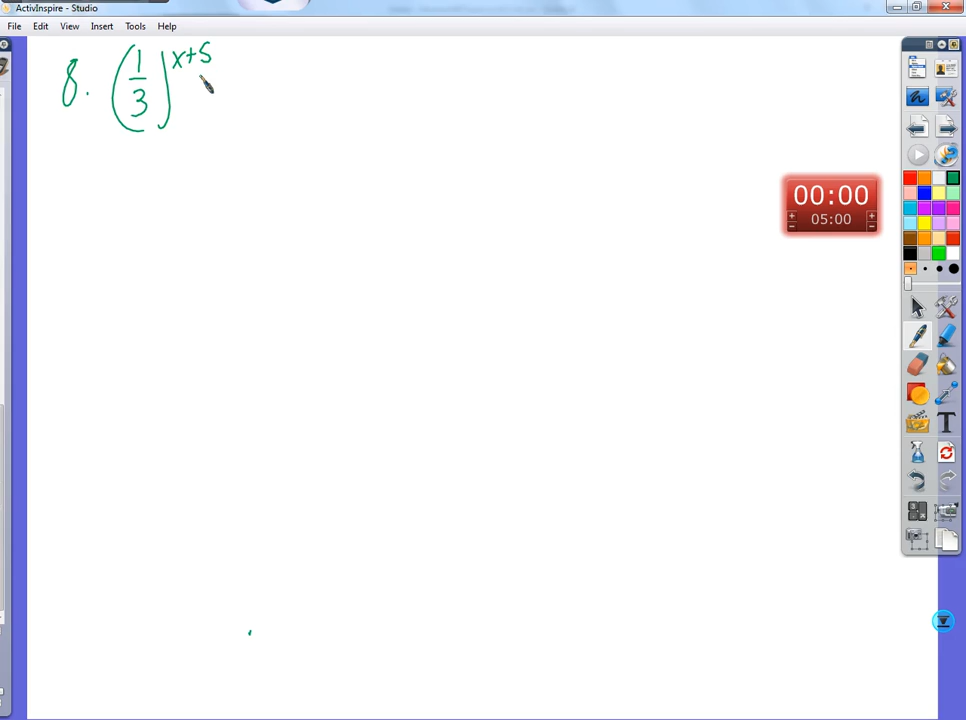 ActivInspire - Studio
File Edit View Insert Tools Help
8. (1/3)^x+5
00:00
05:00